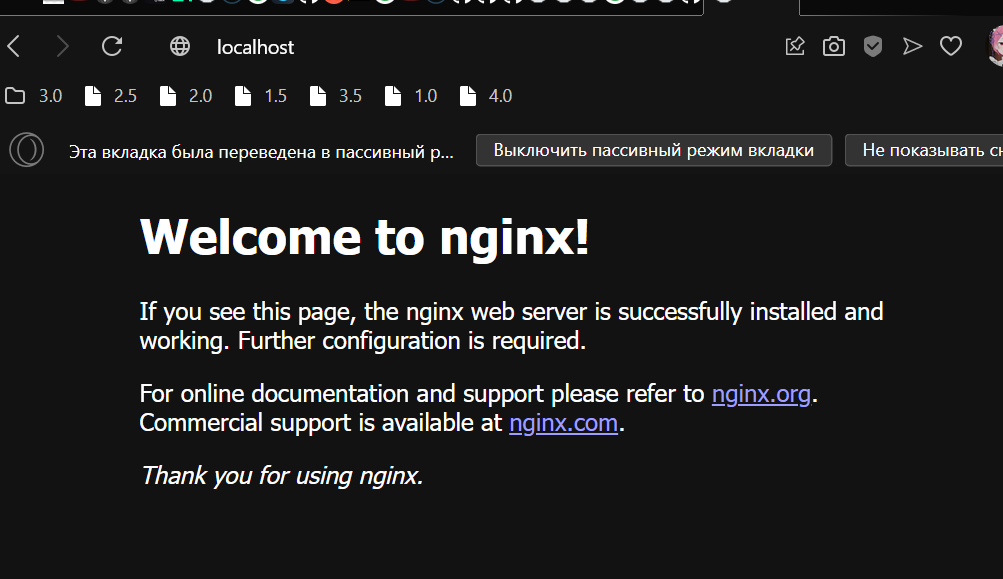 localhost
3.0 2.5 2.0 1.5 3.5 1.0 4.0
Эта вкладка была переведена в пассивный р... Выключить пассивный режим вкладки Не показывать
Welcome to nginx!
If you see this page, the nginx web server is successfully installed and
working. Further configuration is required.
For online documentation and support please refer to nginx.org.
Commercial support is available at nginx.com.
Thank you for using nginx.